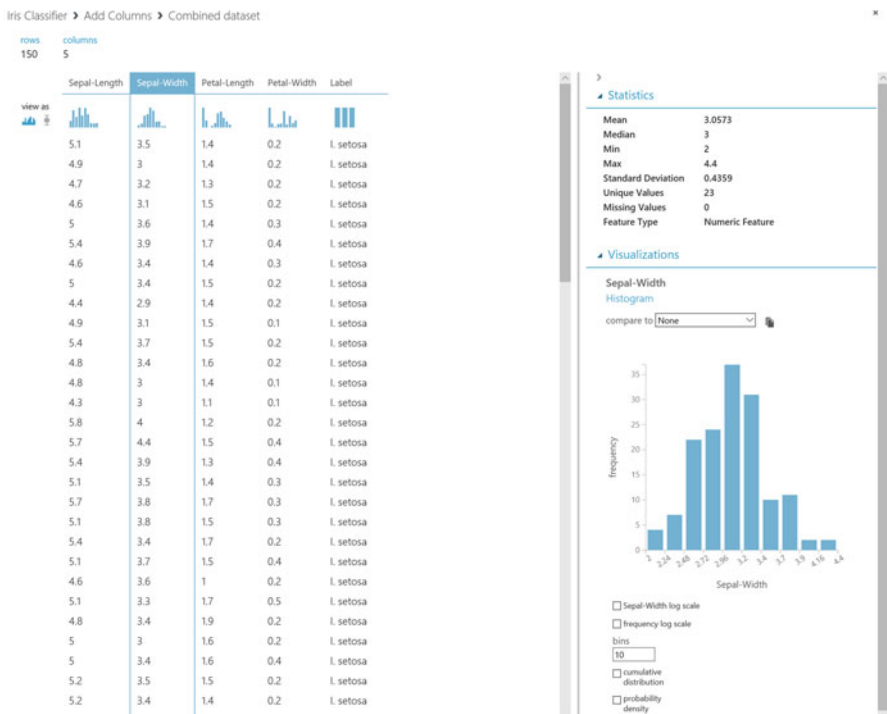 Iris Classifier > Add Columns > Combined dataset
×
rows columns
150 5
Sepal-Length Sepal-Width Petal-Length Petal-Width Label
view as
5.1 3.5 1.4 0.2 I. setosa
4.9 3 1.4 0.2 I. setosa
4.7 3.2 1.3 0.2 I. setosa
4.6 3.1 1.5 0.2 I. setosa
5 3.6 1.4 0.3 I. setosa
5.4 3.9 1.7 0.4 I. setosa
4.6 3.4 1.4 0.3 I. setosa
5 3.4 1.5 0.2 I. setosa
4.4 2.9 1.4 0.2 I. setosa
4.9 3.1 1.5 0.1 I. setosa
5.4 3.7 1.5 0.2 I. setosa
4.8 3.4 1.6 0.2 I. setosa
4.8 3 1.4 0.1 I. setosa
4.3 3 1.1 0.1 I. setosa
5.8 4 1.2 0.2 I. setosa
5.7 4.4 1.5 0.4 I. setosa
5.4 3.9 1.3 0.4 I. setosa
5.1 3.5 1.4 0.3 I. setosa
5.7 3.8 1.7 0.3 I. setosa
5.1 3.8 1.5 0.3 I. setosa
5.4 3.4 1.7 0.2 I. setosa
5.1 3.7 1.5 0.4 I. setosa
4.6 3.6 1 0.2 I. setosa
5.1 3.3 1.7 0.5 I. setosa
4.8 3.4 1.9 0.2 I. setosa
5 3 1.6 0.2 I. setosa
5 3.4 1.6 0.4 I. setosa
5.2 3.5 1.5 0.2 I. setosa
5.2 3.4 1.4 0.2 I. setosa
Statistics
Mean 3.0573
Median 3
Min 2
Max 4.4
Standard Deviation 0.4359
Unique Values 23
Missing Values 0
Feature Type Numeric Feature
Visualizations
Sepal-Width
Histogram
compare to None
35
30
25
20
15
10
5
0
frequency
2 2.24 2.48 2.72 2.96 3.2 3.4 3.7 3.9 4.16 4.4
Sepal-Width
Sepal-Width log scale
frequency log scale
bins
10
cumulative
distribution
probability
density